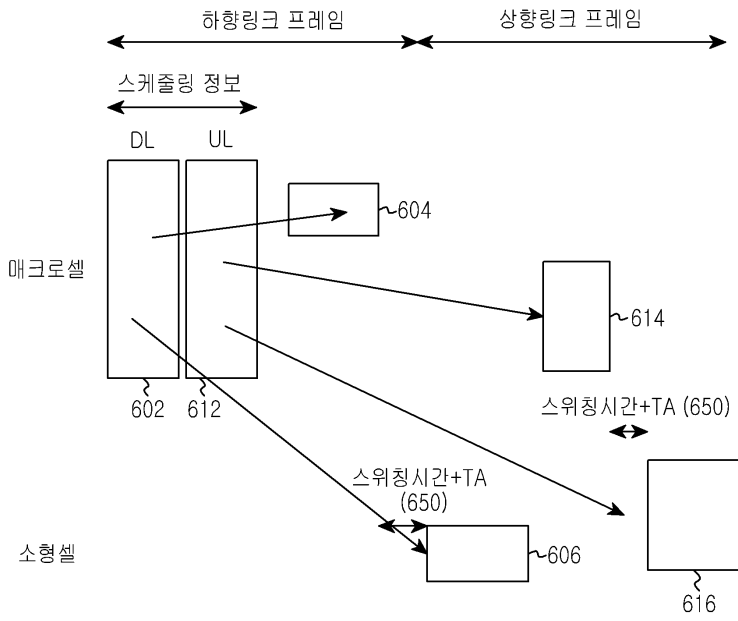 하향링크 프레임
상향링크 프레임
스케줄링 정보
DL
UL
604
매크로셀
614
602
612
스위칭시간+TA (650)
스위칭시간+TA
(650)
소형셀
606
616